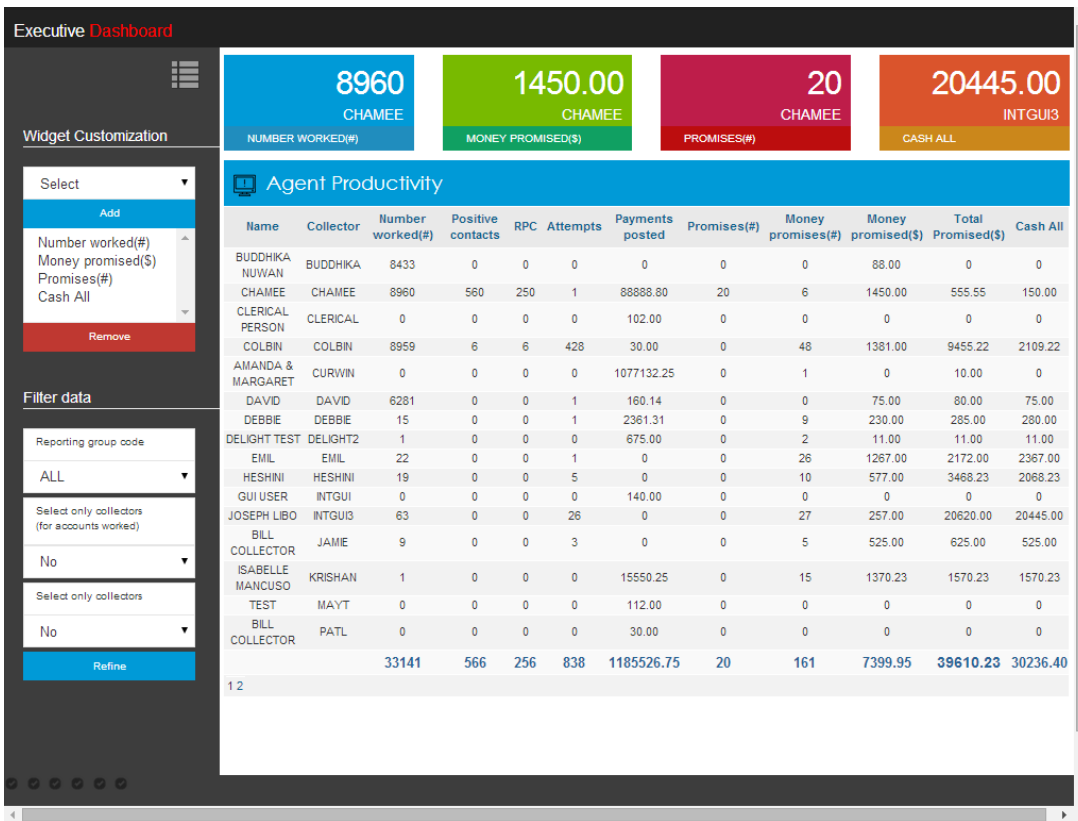 Executive Dashboard
8960
CHAMEE
NUMBER WORKED(#)
1450.00
CHAMEE
MONEY PROMISED($)
20
CHAMEE
PROMISES(#)
20445.00
INTGUI3
CASH ALL
Widget Customization
Select
Add
Number worked(#)
Money promised($)
Promises(#)
Cash All
Remove
Filter data
Reporting group code
ALL
Select only collectors
(for accounts worked)
No
Select only collectors
No
Refine
Agent Productivity
Name Collector Number worked(#) Positive contacts RPC Attempts Payments posted Promises(#) Money promises(#) Money promised($) Total Promised($) Cash All
BUDDHIKA NUWAN BUDDHIKA 8433 0 0 0 0 0 0 88.00 0 0
CHAMEE CHAMEE 8960 560 250 1 88888.80 20 6 1450.00 555.55 150.00
CLERICAL PERSON CLERICAL 0 0 0 0 102.00 0 0 0 0 0
COLBIN COLBIN 8959 6 6 428 30.00 0 48 1381.00 9455.22 2109.22
AMANDA & MARGARET CURWIN 0 0 0 0 1077132.25 0 1 0 10.00 0
DAVID DAVID 6281 0 0 1 160.14 0 0 75.00 80.00 75.00
DEBBIE DEBBIE 15 0 0 1 2361.31 0 9 230.00 285.00 280.00
DELIGHT TEST DELIGHT2 1 0 0 0 675.00 0 2 11.00 11.00 11.00
EMIL EMIL 22 0 0 1 0 0 26 1267.00 2172.00 2367.00
HESHINI HESHINI 19 0 0 5 0 0 10 577.00 3468.23 2068.23
GUI USER INTGUI 0 0 0 0 140.00 0 0 0 0 0
JOSEPH LIBO INTGUI3 63 0 0 26 0 0 27 257.00 20620.00 20445.00
BILL COLLECTOR JAMIE 9 0 0 3 0 0 5 525.00 625.00 525.00
ISABELLE MANCUSO KRISHAN 1 0 0 0 15550.25 0 15 1370.23 1570.23 1570.23
TEST MAYT 0 0 0 0 112.00 0 0 0 0 0
BILL COLLECTOR PATL 0 0 0 0 30.00 0 0 0 0 0
33141 566 256 838 1185526.75 20 161 7399.95 39610.23 30236.40
1 2